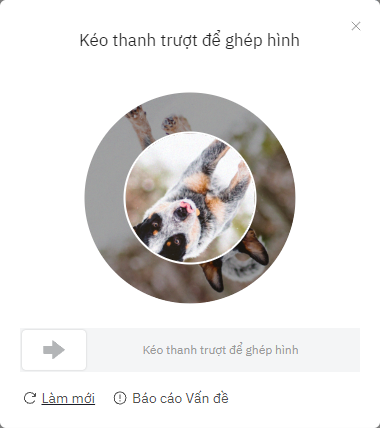 Kéo thanh trượt để ghép hình
Kéo thanh trượt để ghép hình
Làm mới
Báo cáo Vấn đề